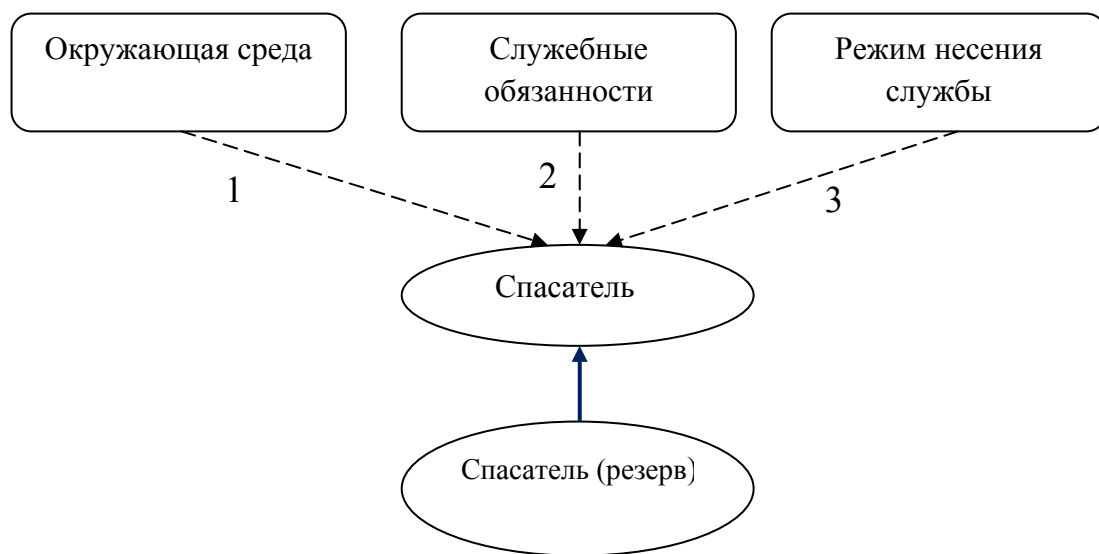 Окружающая среда
Служебные
обязанности
Режим несения
службы
1
2
3
Спасатель
Спасатель (резерв)